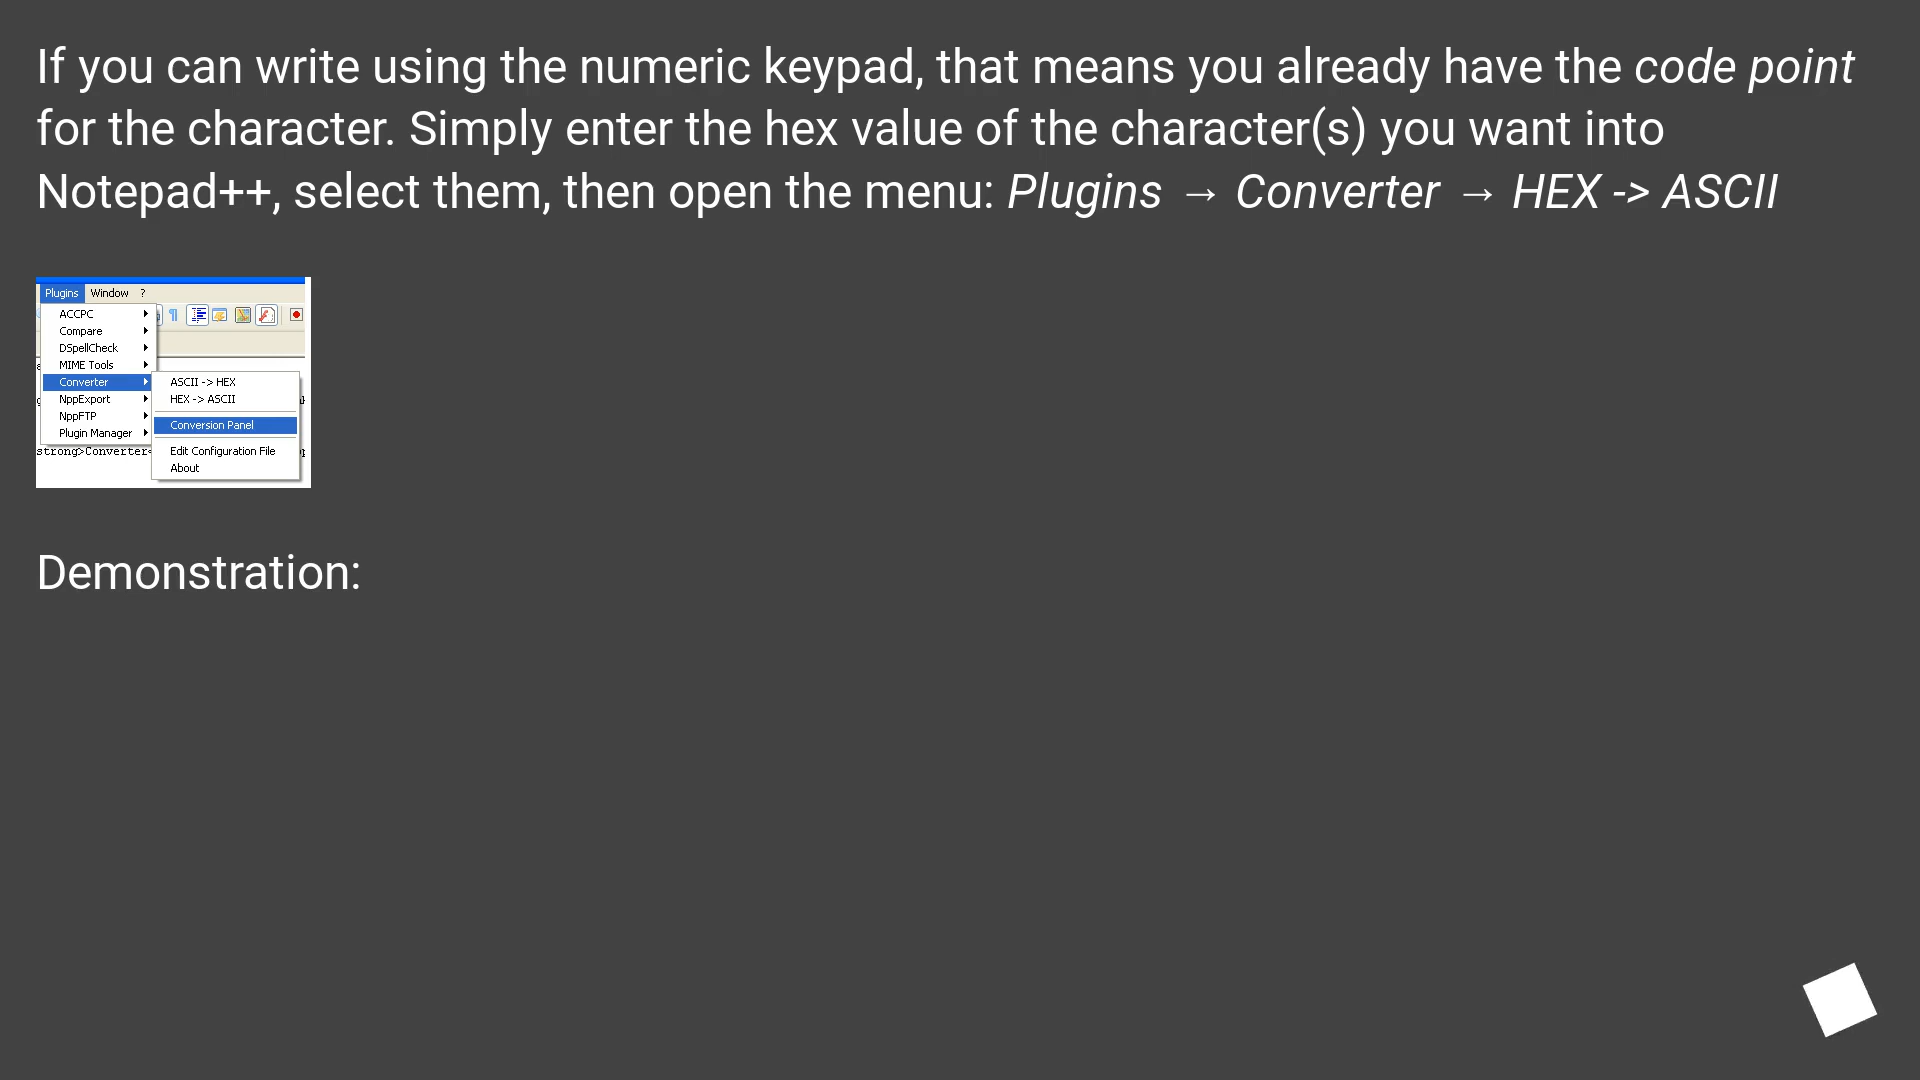 If you can write using the numeric keypad, that means you already have the code point
for the character. Simply enter the hex value of the character(s) you want into
Notepad++, select them, then open the menu: Plugins → Converter → HEX -> ASCII
Plugins Window ?
ACCPC
Compare
DSpellCheck
MIME Tools
Converter
NppExport
NppFTP
Plugin Manager
ASCII -> HEX
HEX -> ASCII
Conversion Panel
Edit Configuration File
About
strong>Converter<
Demonstration: